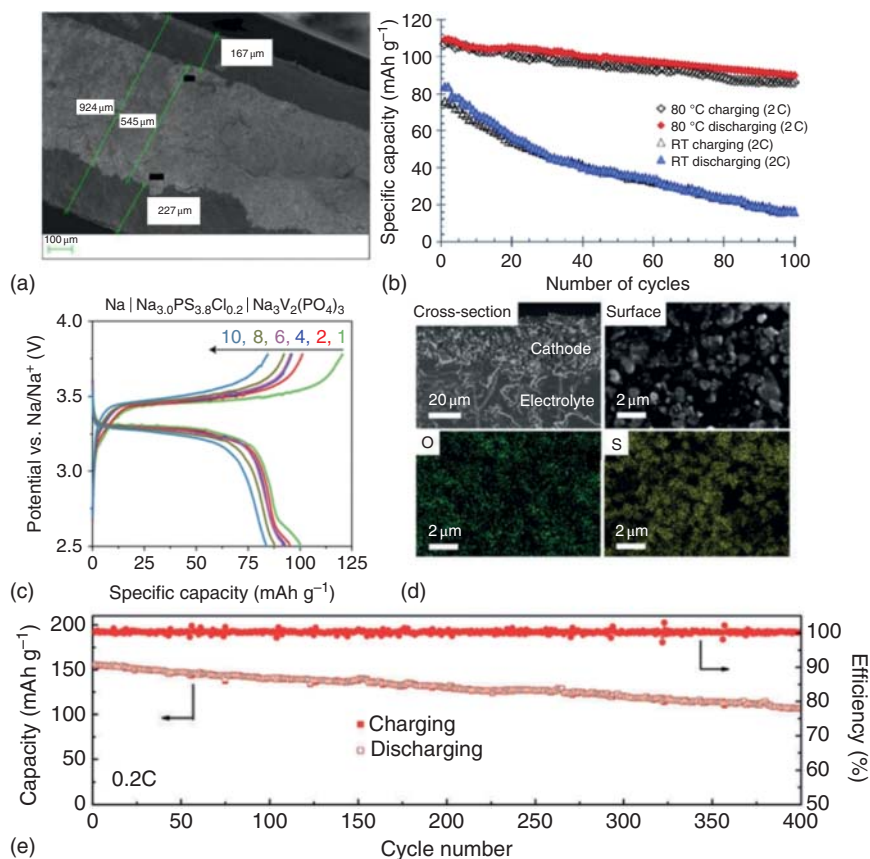 924 μm
545 μm
167 μm
227 μm
100 μm
(a)
Specific capacity (mAh g⁻¹)
120
100
80
60
40
20
0
0 20 40 60 80 100
Number of cycles
80 °C charging (2 C)
80 °C discharging (2 C)
RT charging (2C)
RT discharging (2C)
(b)
Na | Na₃.₀PS₃.₈Cl₀.₂ | Na₃V₂(PO₄)₃
10, 8, 6, 4, 2, 1
Potential vs. Na/Na⁺ (V)
4.0
3.5
3.0
2.5
0 25 50 75 100 125
Specific capacity (mAh g⁻¹)
(c)
Cross-section
Cathode
Electrolyte
20 μm
Surface
2 μm
O
2 μm
S
2 μm
(d)
Capacity (mAh g⁻¹)
200
150
100
50
0
0 50 100 150 200 250 300 350 400
Cycle number
Charging
Discharging
0.2C
100
90
80
70
60
50
Efficiency (%)
(e)